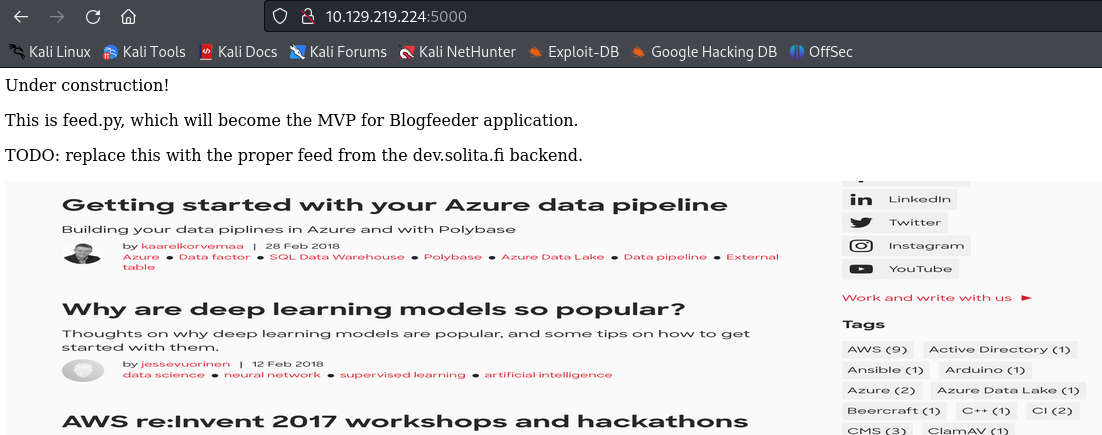 10.129.219.224:5000
Kali Linux Kali Tools Kali Docs Kali Forums Kali NetHunter Exploit-DB Google Hacking DB OffSec
Under construction!
This is feed.py, which will become the MVP for Blogfeeder application.
TODO: replace this with the proper feed from the dev.solita.fi backend.
Getting started with your Azure data pipeline
Building your data piplines in Azure and with Polybase
by kaarelkorvemaa | 28 Feb 2018
Azure • Data factor • SQL Data Warehouse • Polybase • Azure Data Lake • Data pipeline • External
table
Why are deep learning models so popular?
Thoughts on why deep learning models are popular, and some tips on how to get
started with them.
by jessevuorinen | 12 Feb 2018
data science • neural network • supervised learning • artificial intelligence
AWS re:Invent 2017 workshops and hackathons
LinkedIn
Twitter
Instagram
YouTube
Work and write with us ►
Tags
AWS (9) Active Directory (1)
Ansible (1) Arduino (1)
Azure (2) Azure Data Lake (1)
Beercraft (1) C++ (1) CI (2)
CMS (3) ClamAV (1)